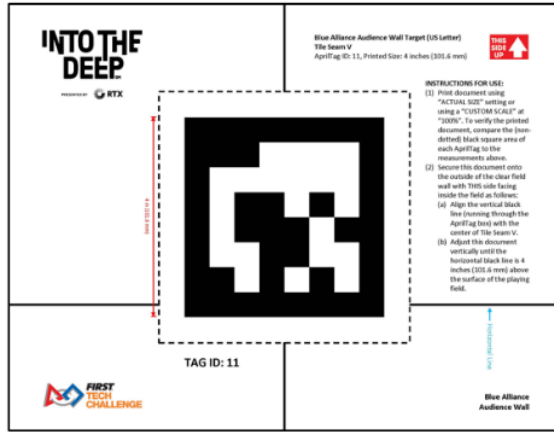 INTO THE
DEEP
PRESENTED BY RTX
Blue Alliance Audience Wall Target (US Letter)
Tile Seam V
AprilTag ID: 11, Printed Size: 4 inches (101.6 mm)
THIS
SIDE
UP
INSTRUCTIONS FOR USE:
(1) Print document using
"ACTUAL SIZE" setting or
using a "CUSTOM SCALE" at
"100%". To verify the printed
document, compare the (non-
dotted) black square area of
each AprilTag to the
measurements above.
(2) Secure this document onto
the outside of the clear field
wall with THIS side facing
inside the field as follows:
(a) Align the vertical black
line (running through the
AprilTag box) with the
center of Tile Seam V.
(b) Adjust this document
vertically until the
horizontal black line is 4
inches (101.6 mm) above
the surface of the playing
field.
4 in (101.6 mm)
Horizontal Line
TAG ID: 11
FIRST
TECH
CHALLENGE
Blue Alliance
Audience Wall